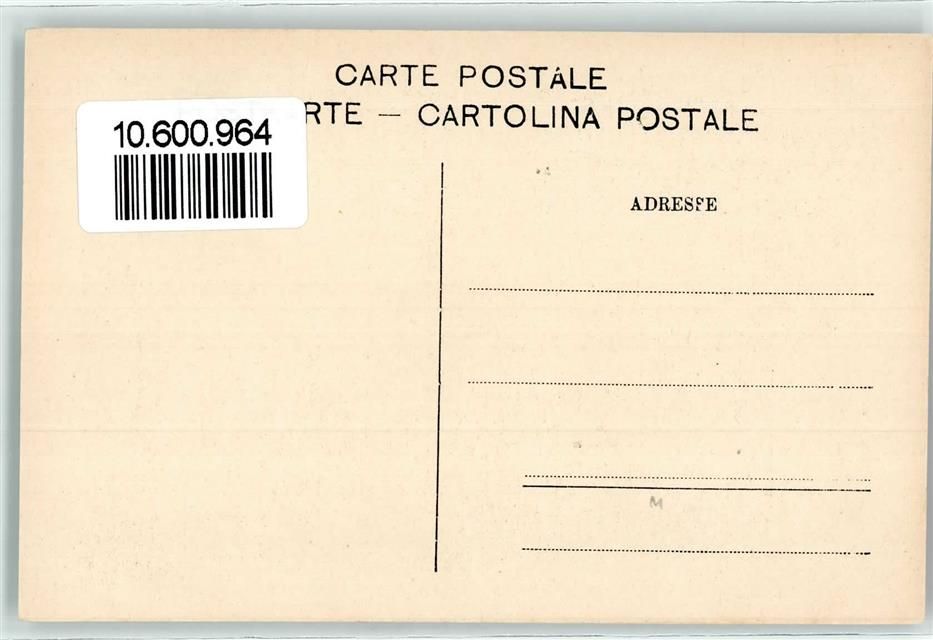 CARTE POSTALE
RTE — CARTOLINA POSTALE
10.600.964
ADRESFE
M